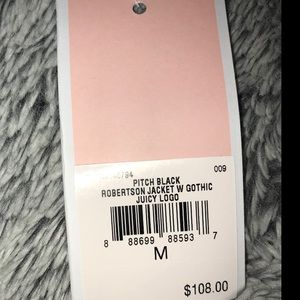 009
PITCH BLACK
ROBERTSON JACKET W GOTHIC
JUICY LOGO
8 88699 88593 7
M
$108.00